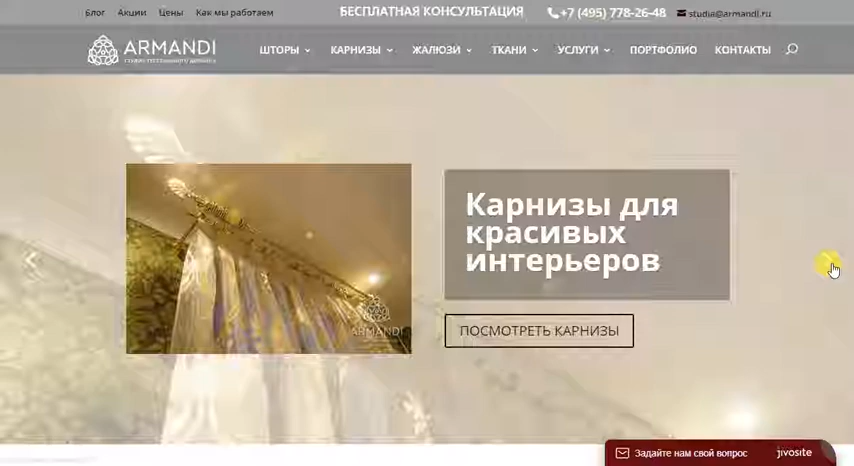 Блог Акции Цены Как мы работаем БЕСПЛАТНАЯ КОНСУЛЬТАЦИЯ +7 (495) 778-26-48 studia@armandi.ru
ARMANDI ШТОРЫ КАРНИЗЫ ЖАЛЮЗИ ТКАНИ УСЛУГИ ПОРТФОЛИО КОНТАКТЫ
Карнизы для
красивых
интерьеров
ARMANDI
ПОСМОТРЕТЬ КАРНИЗЫ
Задайте нам свой вопрос jivosite